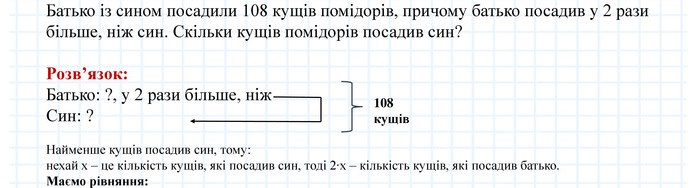 Батько із сином посадили 108 кущів помідорів, причому батько посадив у 2 рази
більше, ніж син. Скільки кущів помідорів посадив син?
Розв’язок:
Батько: ?, у 2 рази більше, ніж
Син: ?
108
кущів
Найменше кущів посадив син, тому:
нехай х – це кількість кущів, які посадив син, тоді 2·х – кількість кущів, які посадив батько.
Маємо рівняння: